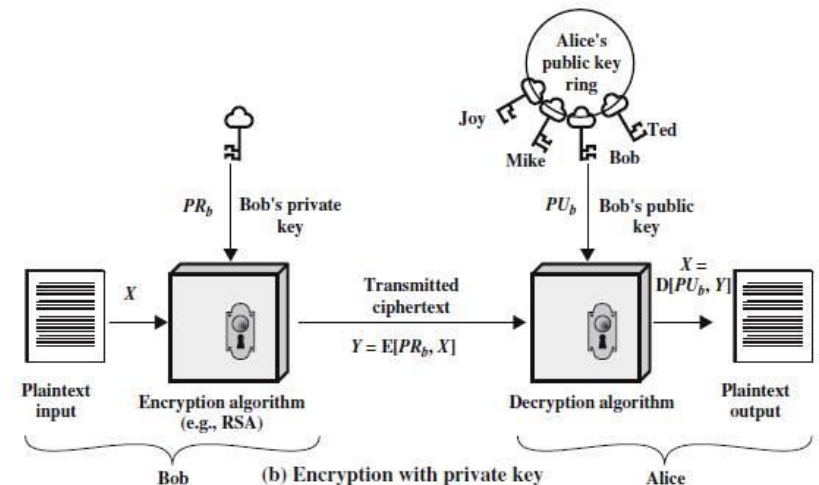 Alice's
public key
ring
Joy
Mike
Bob
Ted
PRb
Bob's private
key
PUb
Bob's public
key
X
Transmitted
ciphertext
Y = E[PRb, X]
X =
D[PUb, Y]
Plaintext
input
Encryption algorithm
(e.g., RSA)
Decryption algorithm
Plaintext
output
Bob
(b) Encryption with private key
Alice